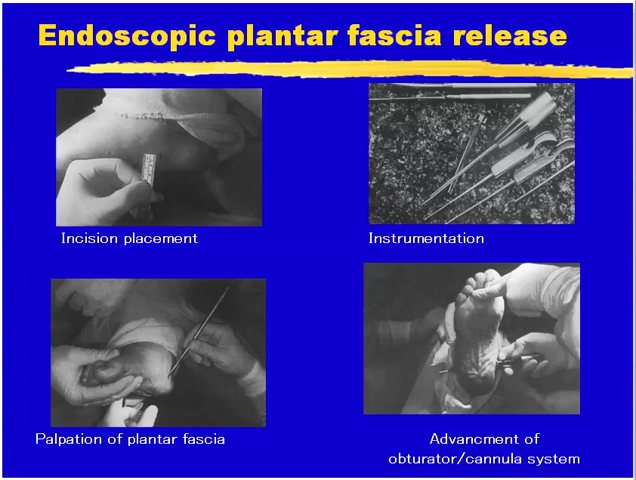 Endoscopic plantar fascia release
Incision placement
Instrumentation
Palpation of plantar fascia
Advancment of
obturator/cannula system